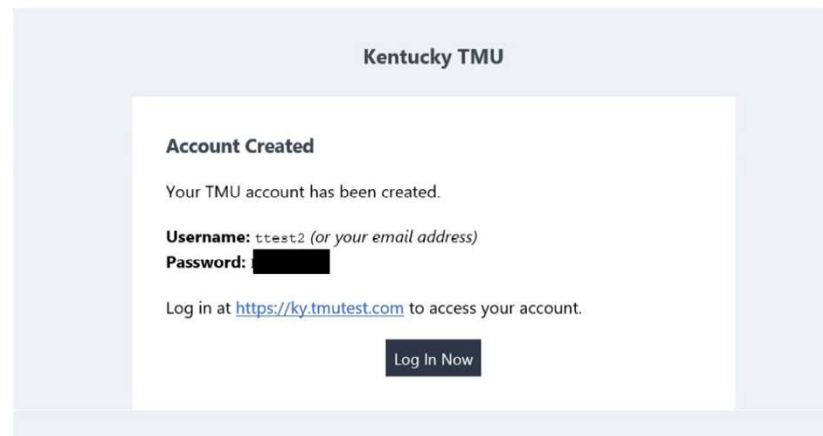 Kentucky TMU
Account Created
Your TMU account has been created.
Username: ttest2 (or your email address)
Password:
Log in at https://ky.tmutest.com to access your account.
Log In Now